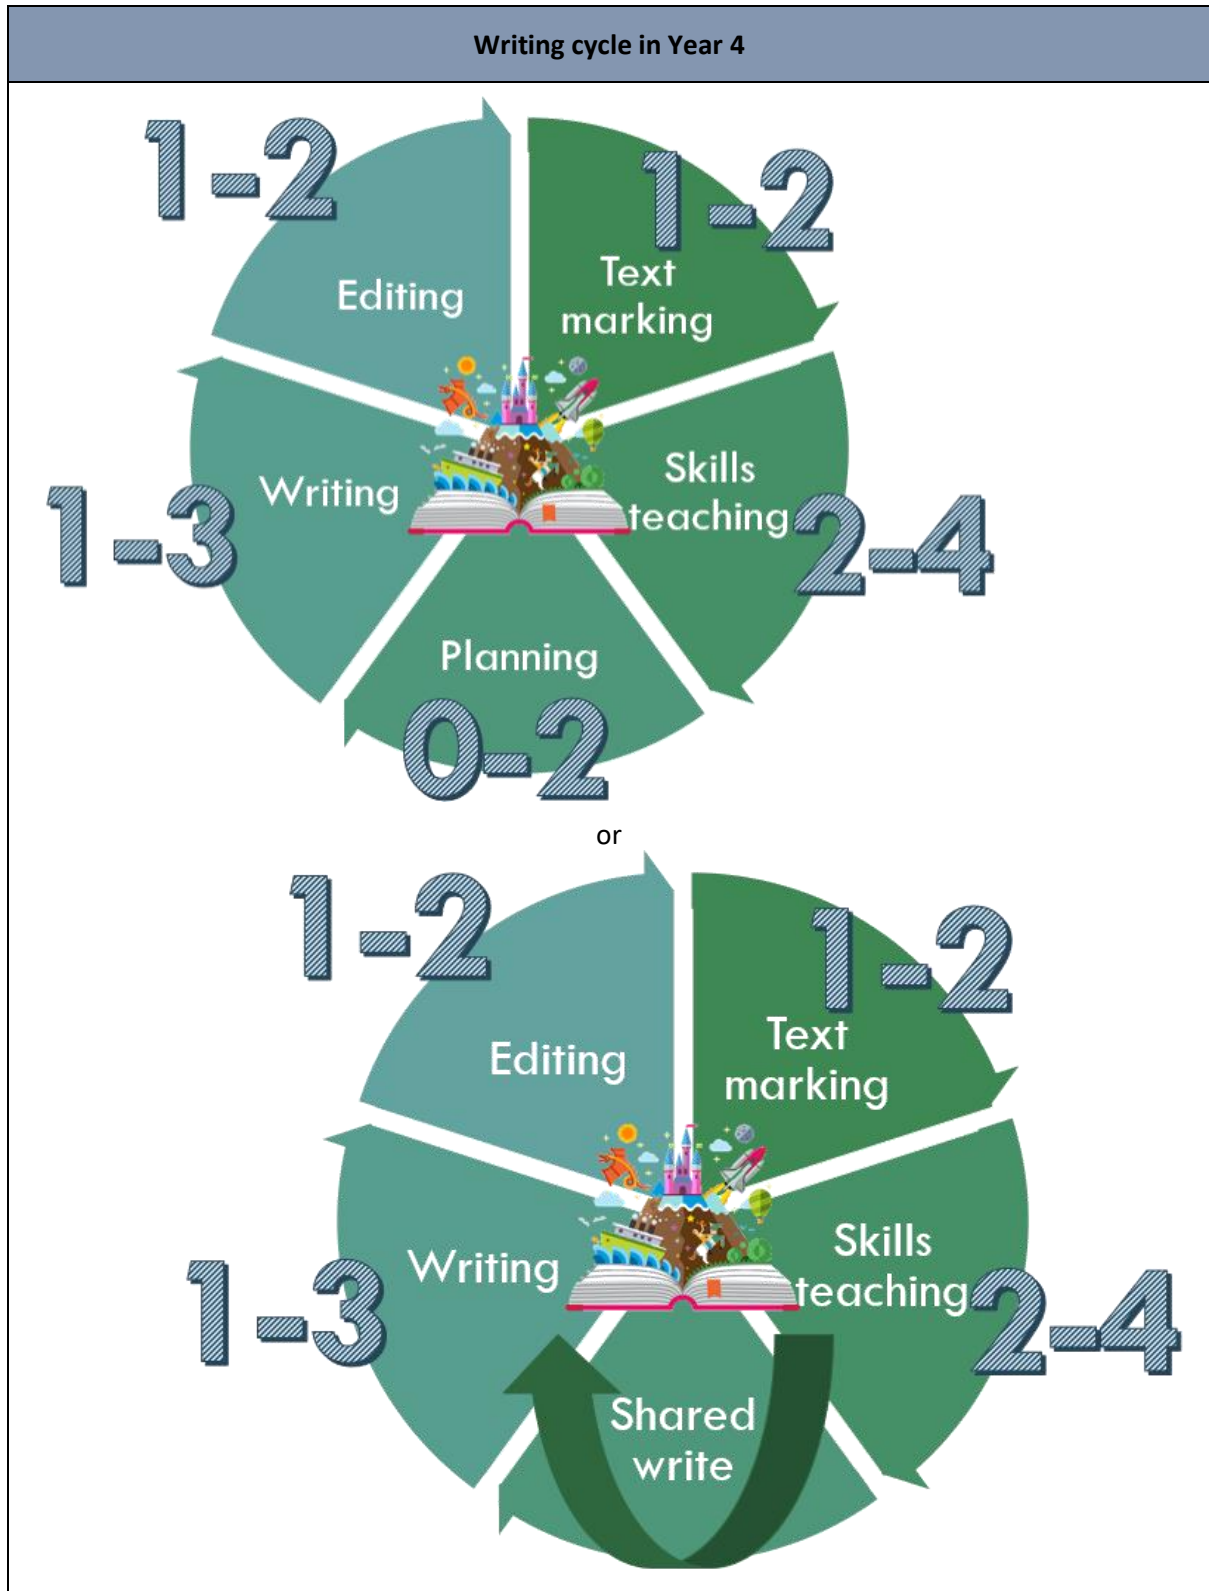 Writing cycle in Year 4
1-2
1-2
Editing
Text
marking
Skills
teaching
Writing
1-3
2-4
Planning
0-2
or
1-2
1-2
Editing
Text
marking
Skills
teaching
Writing
1-3
2-4
Shared
write